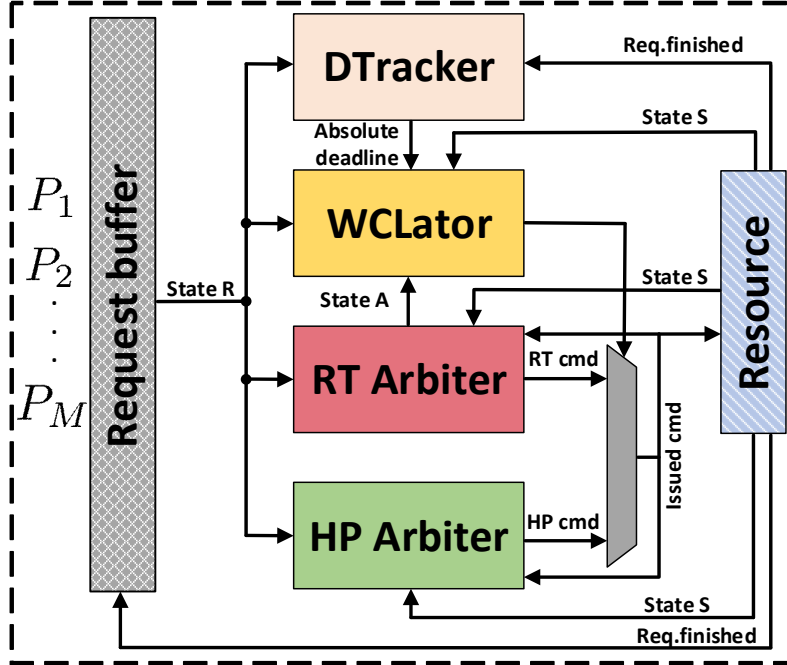 DTracker
Req.finished
Absolute
deadline
State S
P1
P2
.
.
.
PM
Request buffer
State R
WCLator
State A
State S
Resource
RT Arbiter
RT cmd
Issued cmd
HP Arbiter
HP cmd
State S
Req.finished